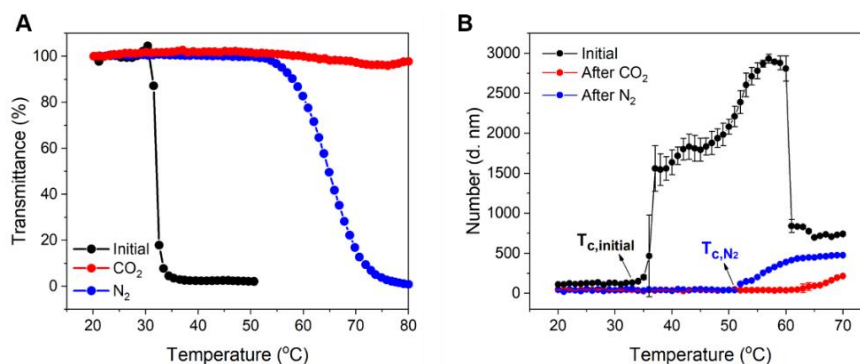 A
Transmittance (%)
100
80
60
40
20
0
Initial
CO2
N2
20 30 40 50 60 70 80
Temperature (oC)
B
Number (d. nm)
3000
2500
2000
1500
1000
500
0
Initial
After CO2
After N2
Tc,initial
Tc,N2
20 30 40 50 60 70
Temperature (oC)